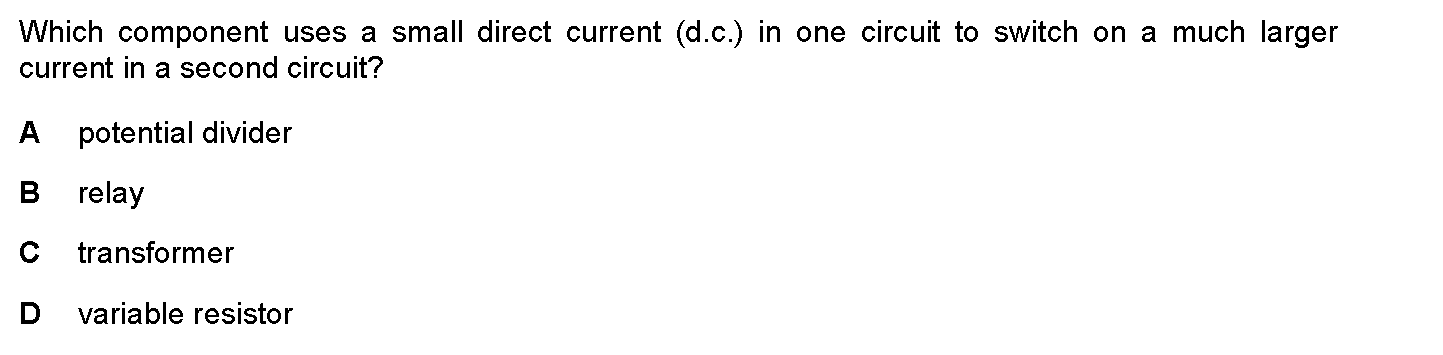 Which component uses a small direct current (d.c.) in one circuit to switch on a much larger
current in a second circuit?
A potential divider
B relay
C transformer
D variable resistor